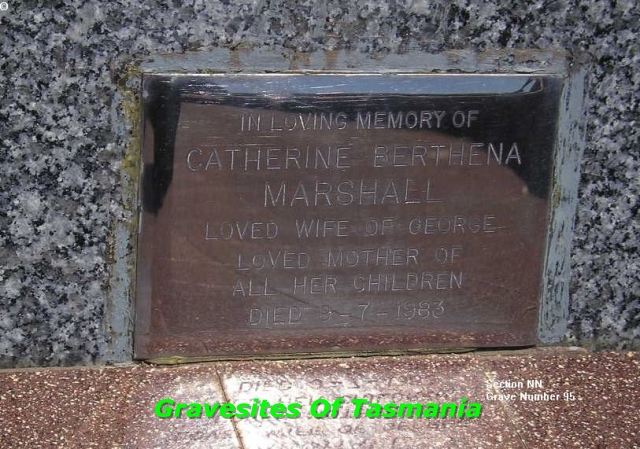 ©
IN LOVING MEMORY OF
CATHERINE BERTHENA
MARSHALL
LOVED WIFE OF GEORGE
LOVED MOTHER OF
ALL HER CHILDREN
DIED 9-7-1983
Section NN
Grave Number 95
Gravesites Of Tasmania